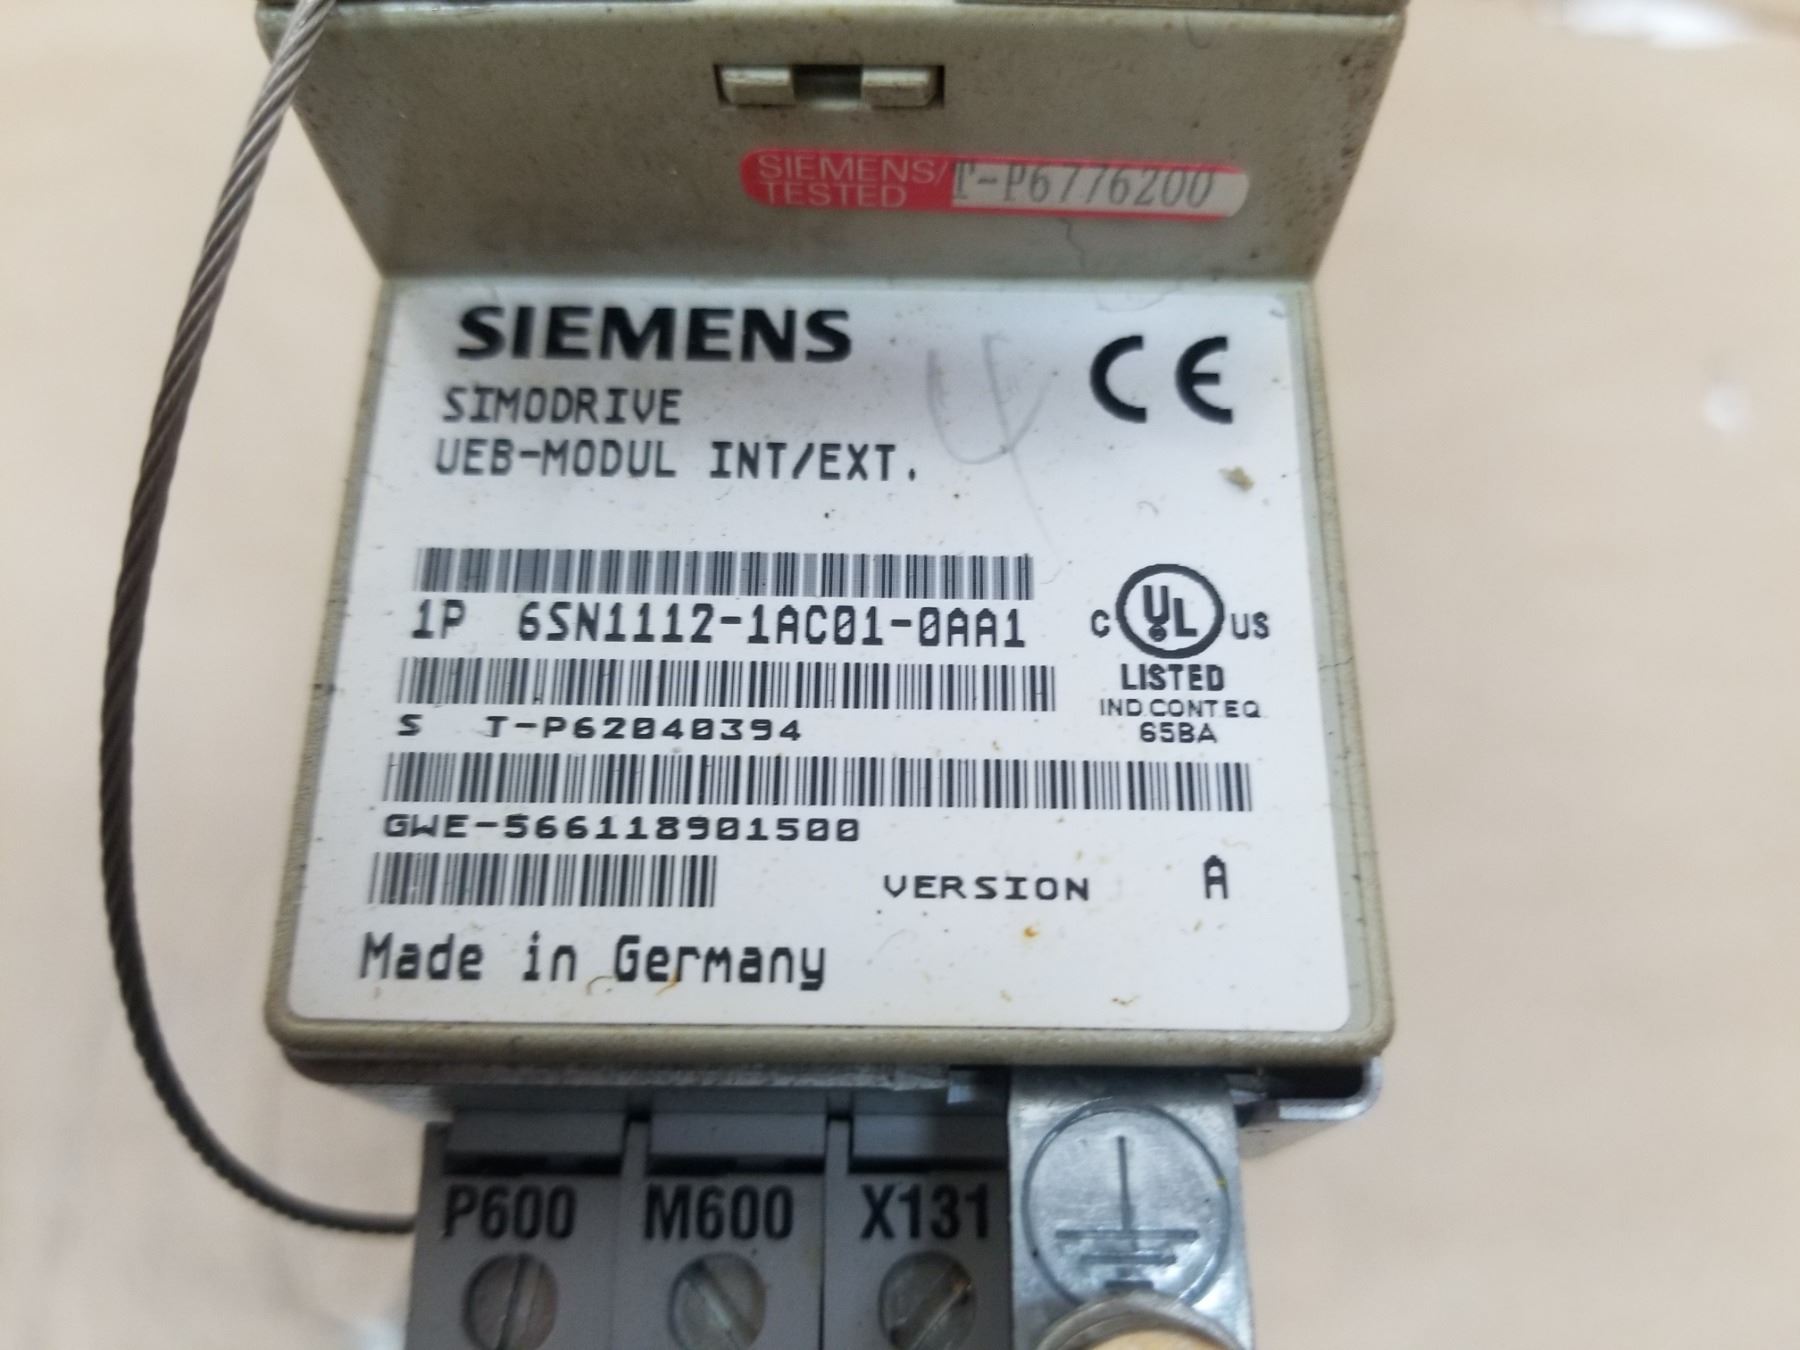 SIEMENS/ T-P6776200
TESTED
SIEMENS
CE
SIMODRIVE
4
UEB-MODUL INT/EXT.
1P 6SN1112-1AC01-0AA1
C UL US
LISTED
IND.CONT.EQ.
65BA
S T-P62040394
GWE-566118901500
VERSION A
Made in Germany
P600 M600 X131